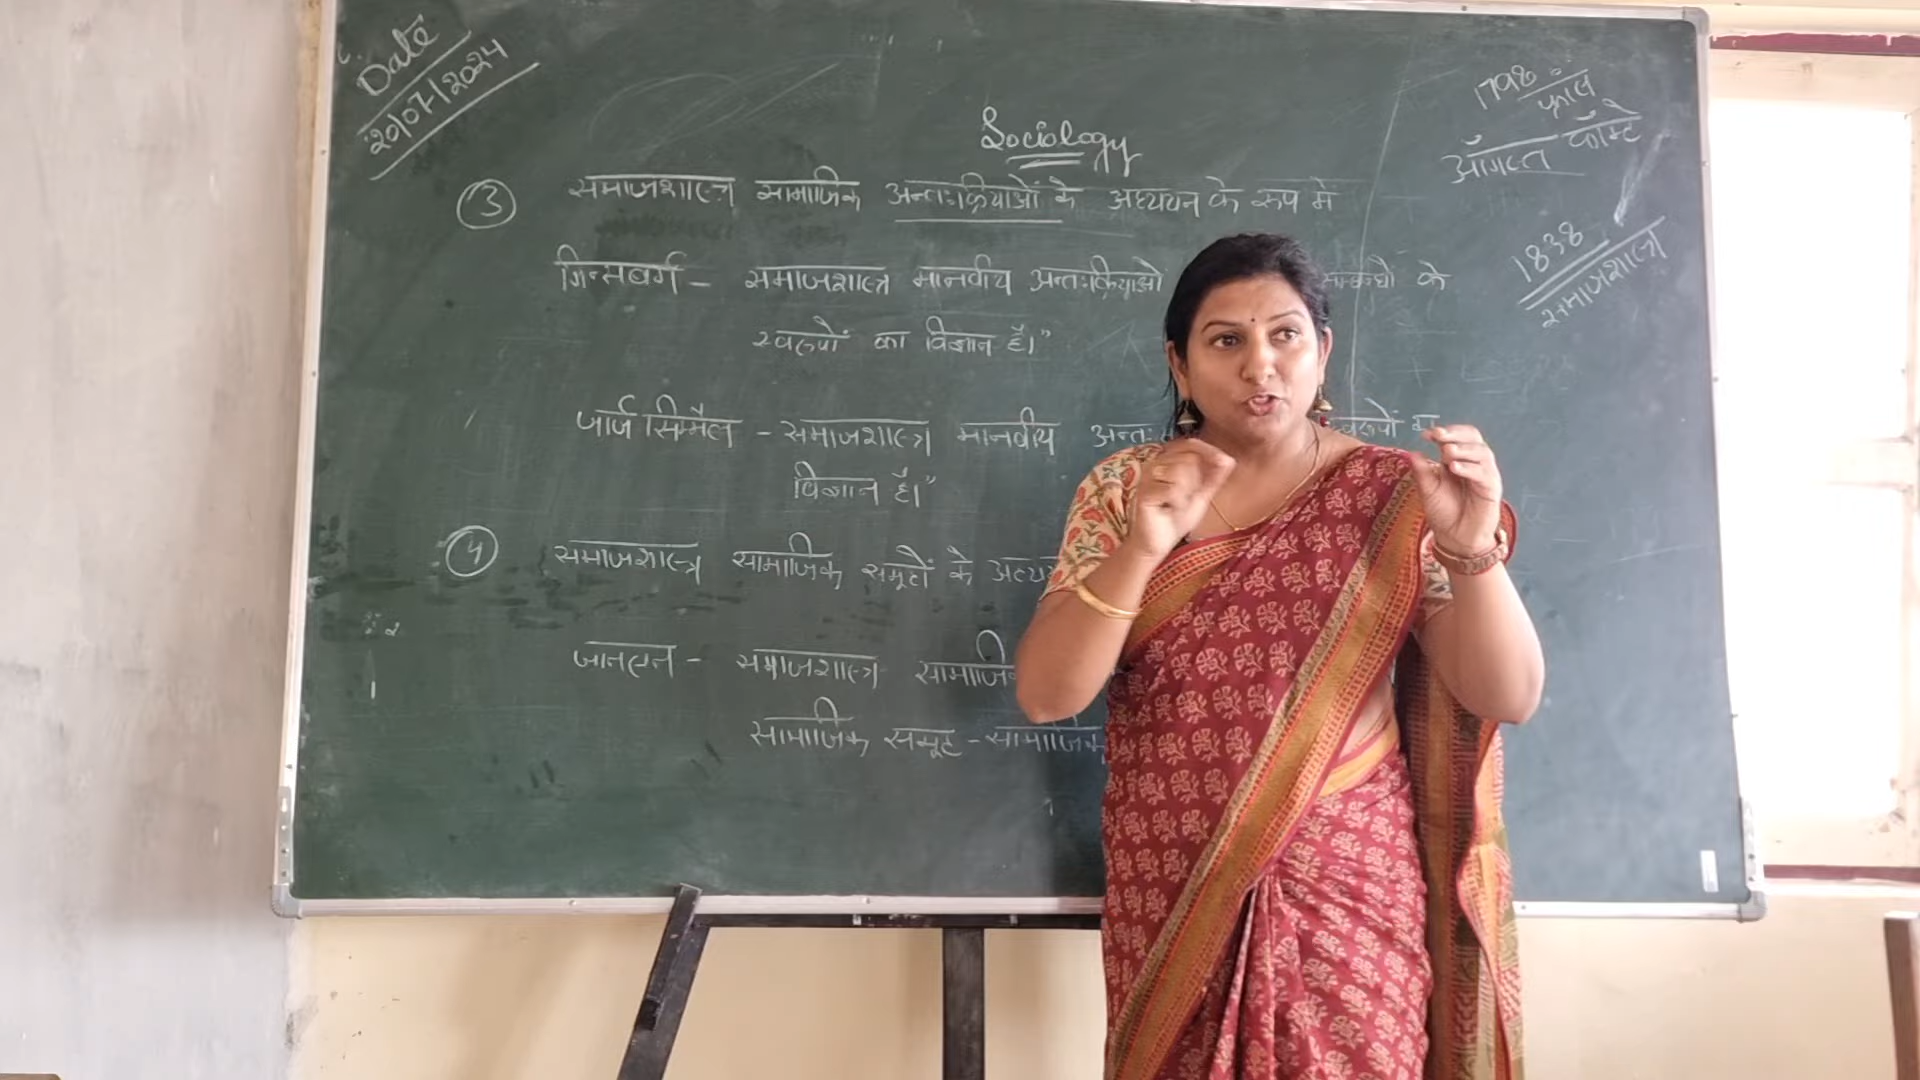 Date
20/07/2024
Sociology
1798
फ्रांस
ऑगस्त कॉम्टे
1838
समाजशास्त्र
③ समाजशास्त्र सामाजिक अन्तःक्रियाओं के अध्ययन के रूप में
गिन्सबर्ग - समाजशास्त्र मानवीय अन्तःक्रियाओं के
स्वरूपों का विज्ञान है।"
जार्ज सिम्मैल - समाजशास्त्र मानवीय अन्तः
विज्ञान है।"
④ समाजशास्त्र सामाजिक समूहों के
जानसन - समाजशास्त्र
सामाजिक समूह - सामाजिक